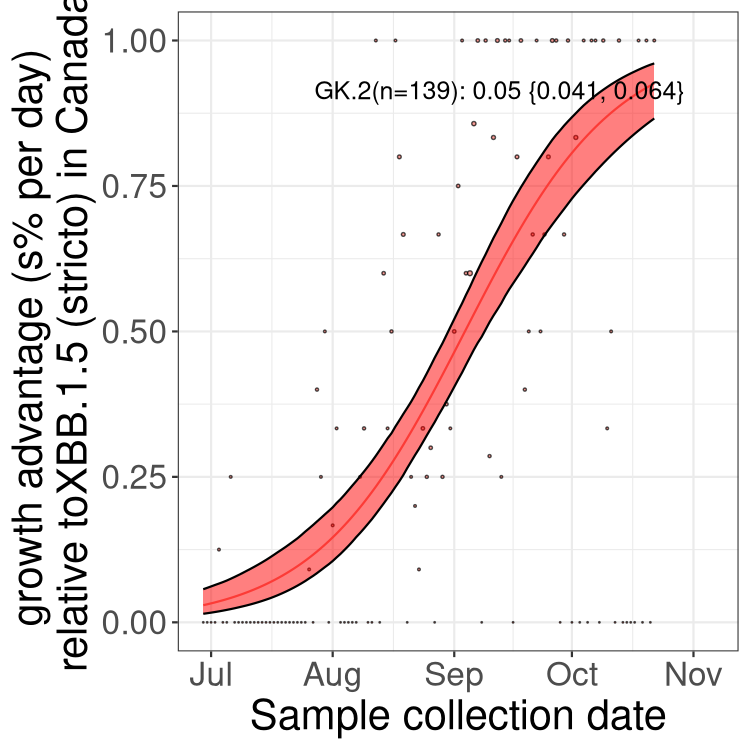 growth advantage (s% per day)
relative toXBB.1.5 (stricto) in Canada
1.00
0.75
0.50
0.25
0.00
GK.2(n=139): 0.05 {0.041, 0.064}
Jul Aug Sep Oct Nov
Sample collection date